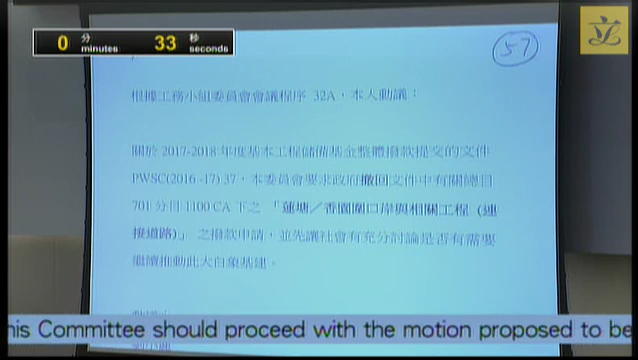 0 分 minutes 33 秒 seconds
57
立
根據工務小組委員會會議程序 32A，本人動議：
關於 2017-2018 年度基本工程儲備基金整體撥款提交的文件
PWSC(2016 -17) 37，本委員會要求政府撤回文件中有關總目
701 分目 1100 CA 下之 「蓮塘／香園圍口岸與相關工程（連
接道路)」 之撥款申請，並先讓社會有充分討論是否有需要
繼續推動此大白象基建。
his Committee should proceed with the motion proposed to be